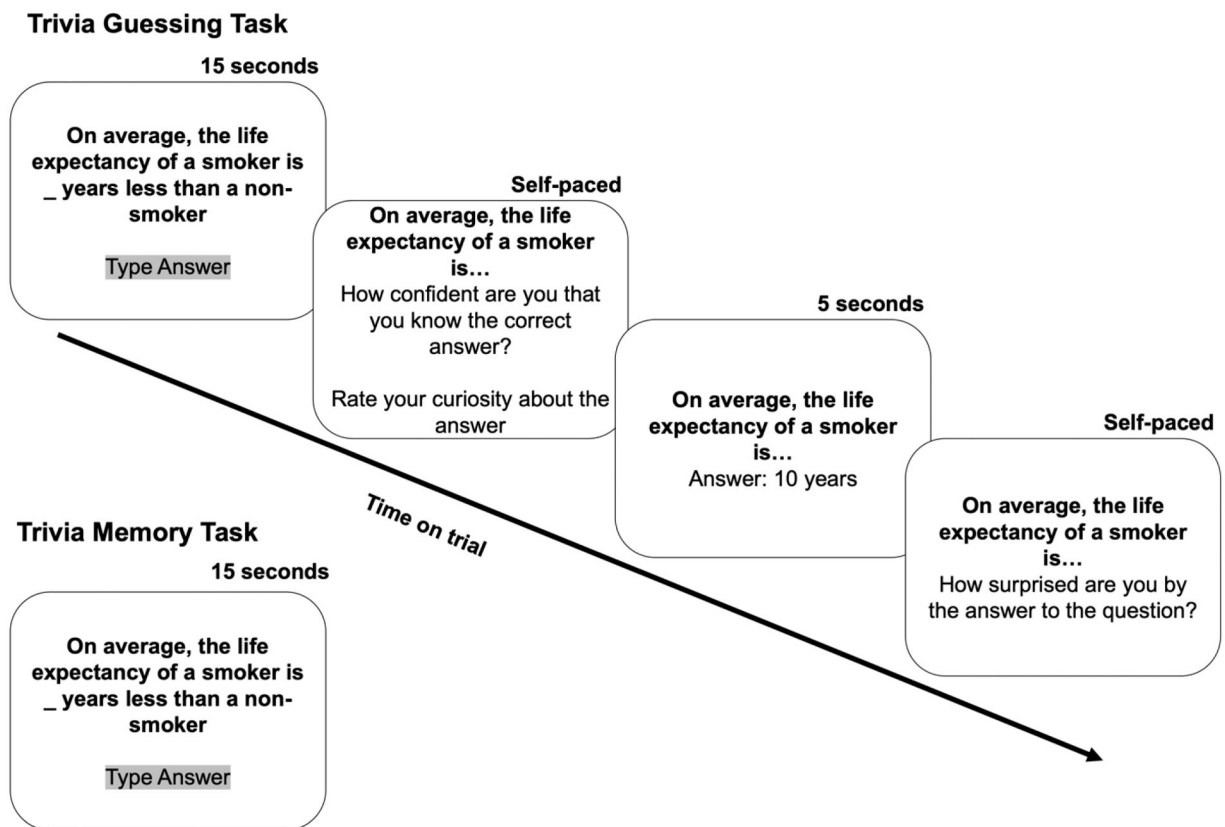 Trivia Guessing Task
15 seconds
On average, the life
expectancy of a smoker is
_ years less than a non-
smoker
Type Answer
Self-paced
On average, the life
expectancy of a smoker
is...
How confident are you that
you know the correct
answer?
Rate your curiosity about the
answer
5 seconds
On average, the life
expectancy of a smoker
is...
Answer: 10 years
Self-paced
On average, the life
expectancy of a smoker
is...
How surprised are you by
the answer to the question?
Time on trial
Trivia Memory Task
15 seconds
On average, the life
expectancy of a smoker is
_ years less than a non-
smoker
Type Answer